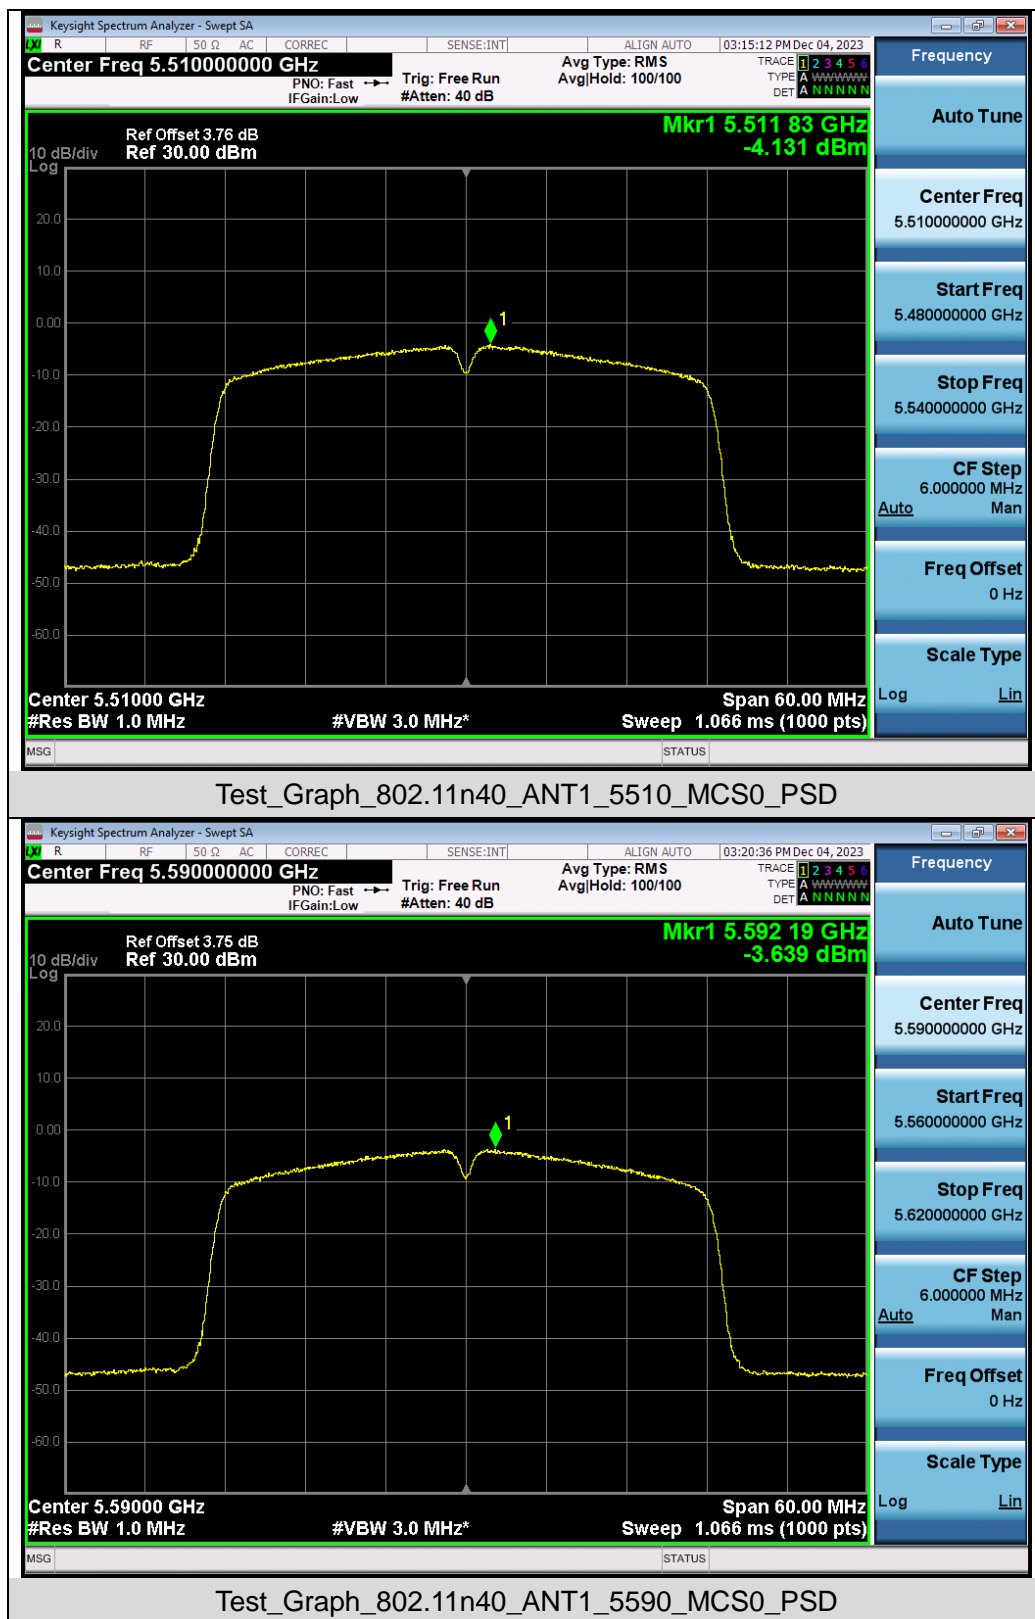 Keysight Spectrum Analyzer - Swept SA
LXI R RF 50 Ω AC CORREC SENSE:INT ALIGN AUTO 03:15:12 PM Dec 04, 2023
Center Freq 5.510000000 GHz Avg Type: RMS TRACE 1 2 3 4 5 6
PNO: Fast Trig: Free Run Avg|Hold: 100/100 TYPE A WWWWW
IFGain:Low #Atten: 40 dB DET A N N N N N
Frequency
Auto Tune
Center Freq
5.510000000 GHz
Start Freq
5.480000000 GHz
Stop Freq
5.540000000 GHz
CF Step
6.000000 MHz
Auto Man
Freq Offset
0 Hz
Scale Type
Log Lin
Mkr1 5.511 83 GHz
-4.131 dBm
Ref Offset 3.76 dB
10 dB/div Ref 30.00 dBm
Log
20.0
10.0
0.00
1
-10.0
-20.0
-30.0
-40.0
-50.0
-60.0
Center 5.51000 GHz Span 60.00 MHz
#Res BW 1.0 MHz #VBW 3.0 MHz* Sweep 1.066 ms (1000 pts)
MSG STATUS
Test_Graph_802.11n40_ANT1_5510_MCS0_PSD
Keysight Spectrum Analyzer - Swept SA
LXI R RF 50 Ω AC CORREC SENSE:INT ALIGN AUTO 03:20:36 PM Dec 04, 2023
Center Freq 5.590000000 GHz Avg Type: RMS TRACE 1 2 3 4 5 6
PNO: Fast Trig: Free Run Avg|Hold: 100/100 TYPE A WWWWW
IFGain:Low #Atten: 40 dB DET A N N N N N
Frequency
Auto Tune
Center Freq
5.590000000 GHz
Start Freq
5.560000000 GHz
Stop Freq
5.620000000 GHz
CF Step
6.000000 MHz
Auto Man
Freq Offset
0 Hz
Scale Type
Log Lin
Mkr1 5.592 19 GHz
-3.639 dBm
Ref Offset 3.75 dB
10 dB/div Ref 30.00 dBm
Log
20.0
10.0
0.00
1
-10.0
-20.0
-30.0
-40.0
-50.0
-60.0
Center 5.59000 GHz Span 60.00 MHz
#Res BW 1.0 MHz #VBW 3.0 MHz* Sweep 1.066 ms (1000 pts)
MSG STATUS
Test_Graph_802.11n40_ANT1_5590_MCS0_PSD